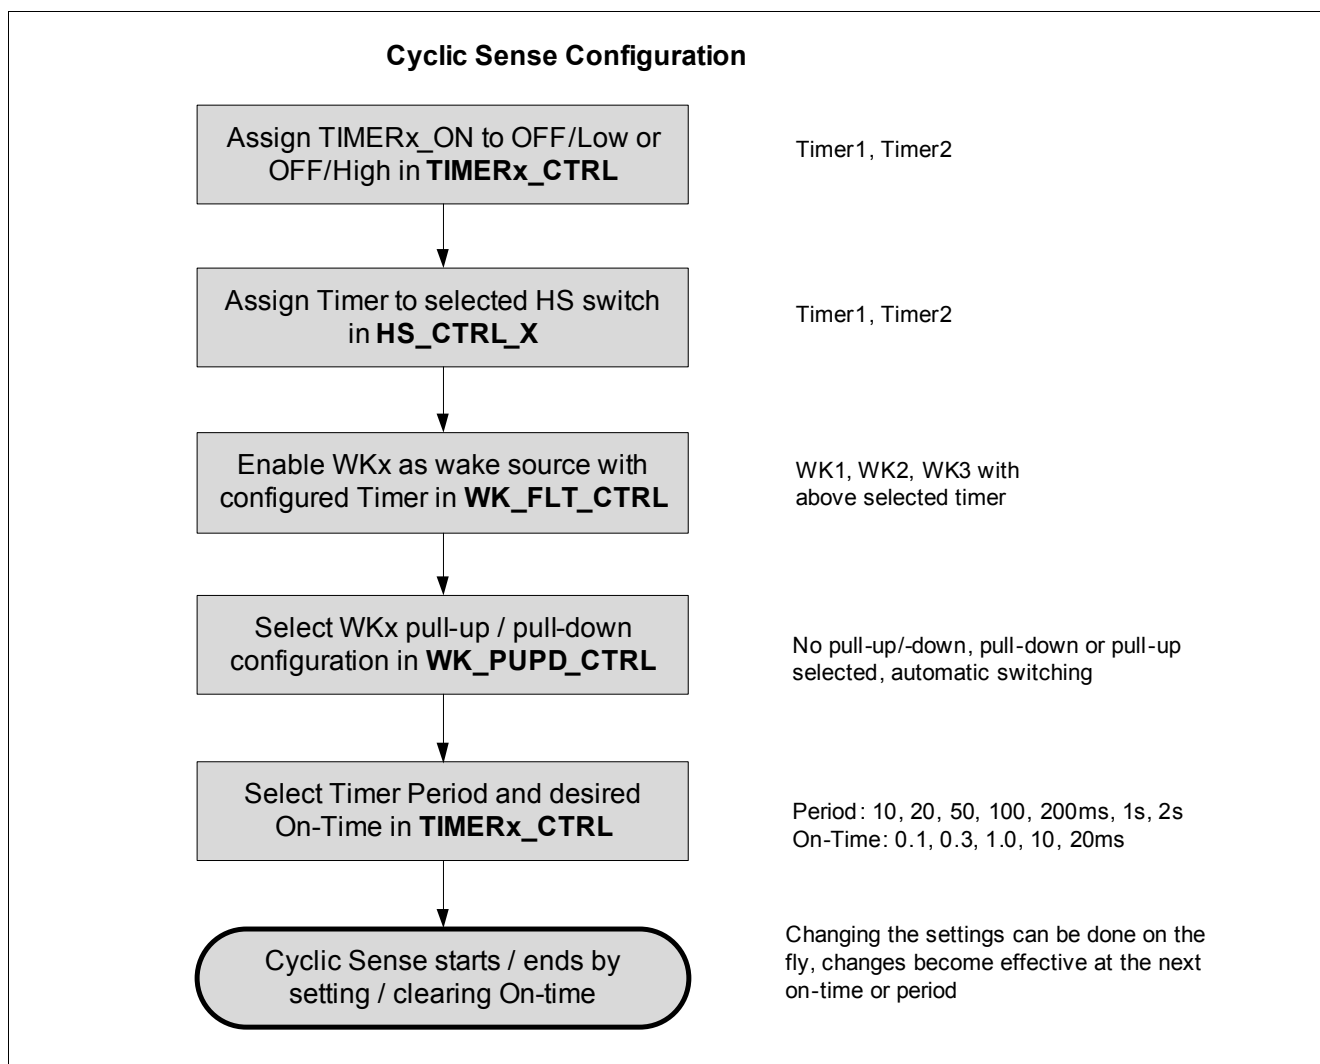 Cyclic Sense Configuration
Assign TIMERx_ON to OFF/Low or
OFF/High in TIMERx_CTRL
Timer1, Timer2
Assign Timer to selected HS switch
in HS_CTRL_X
Timer1, Timer2
Enable WKx as wake source with
configured Timer in WK_FLT_CTRL
WK1, WK2, WK3 with
above selected timer
Select WKx pull-up / pull-down
configuration in WK_PUPD_CTRL
No pull-up/-down, pull-down or pull-up
selected, automatic switching
Select Timer Period and desired
On-Time in TIMERx_CTRL
Period: 10, 20, 50, 100, 200ms, 1s, 2s
On-Time: 0.1, 0.3, 1.0, 10, 20ms
Cyclic Sense starts / ends by
setting / clearing On-time
Changing the settings can be done on the
fly, changes become effective at the next
on-time or period